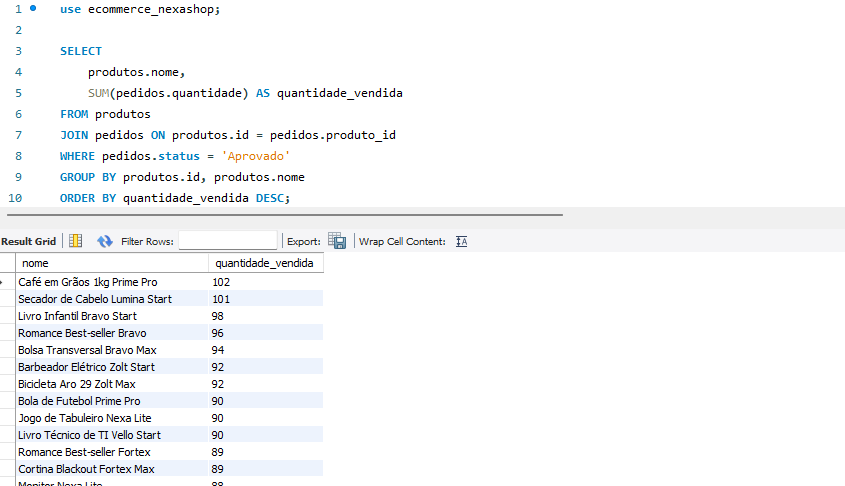 1 use ecommerce_nexashop;
2
3 SELECT
4 produtos.nome,
5 SUM(pedidos.quantidade) AS quantidade_vendida
6 FROM produtos
7 JOIN pedidos ON produtos.id = pedidos.produto_id
8 WHERE pedidos.status = 'Aprovado'
9 GROUP BY produtos.id, produtos.nome
10 ORDER BY quantidade_vendida DESC;
Result Grid Filter Rows: Export: Wrap Cell Content: IA
nome quantidade_vendida
Café em Grãos 1kg Prime Pro 102
Secador de Cabelo Lumina Start 101
Livro Infantil Bravo Start 98
Romance Best-seller Bravo 96
Bolsa Transversal Bravo Max 94
Barbeador Elétrico Zolt Start 92
Bicicleta Aro 29 Zolt Max 92
Bola de Futebol Prime Pro 90
Jogo de Tabuleiro Nexa Lite 90
Livro Técnico de TI Vello Start 90
Romance Best-seller Fortex 89
Cortina Blackout Fortex Max 89
Monitor Nexa Lite 88